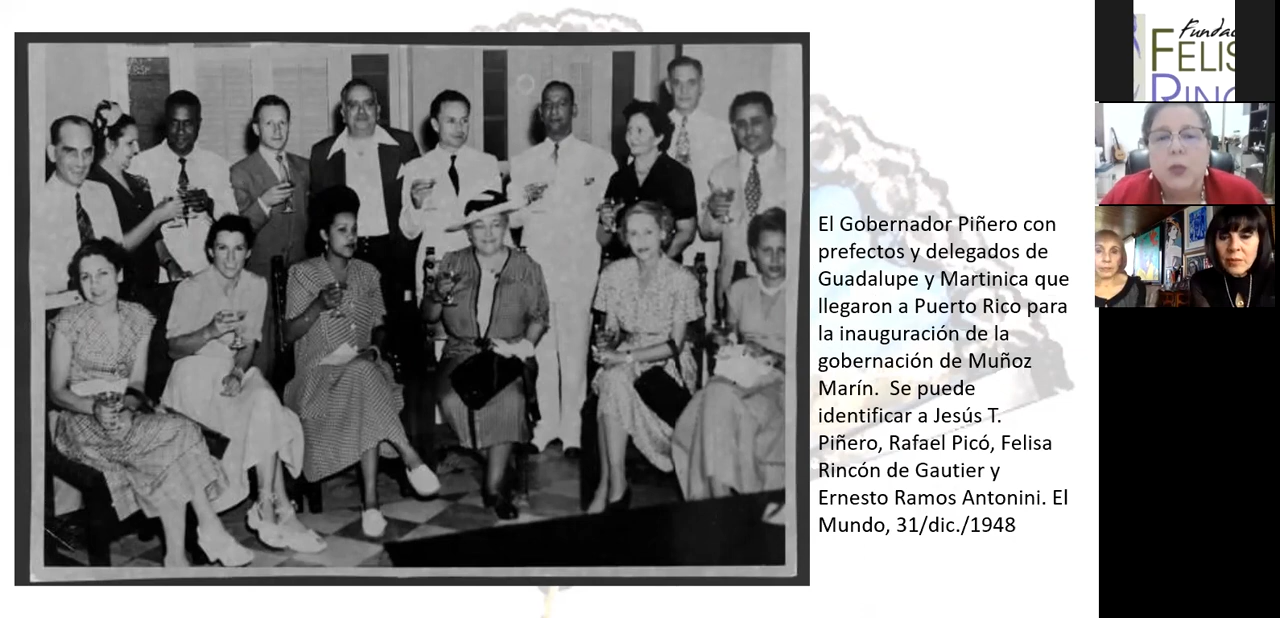 El Gobernador Piñero con
prefectos y delegados de
Guadalupe y Martinica que
llegaron a Puerto Rico para
la inauguración de la
gobernación de Muñoz
Marín.  Se puede
identificar a Jesús T.
Piñero, Rafael Picó, Felisa
Rincón de Gautier y
Ernesto Ramos Antonini. El
Mundo, 31/dic./1948
Fundac
FELIS
RINC